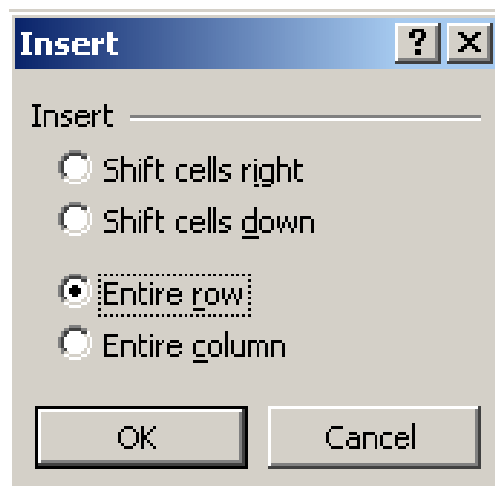 Insert ? X
Insert
Shift cells right
Shift cells down
Entire row
Entire column
OK Cancel